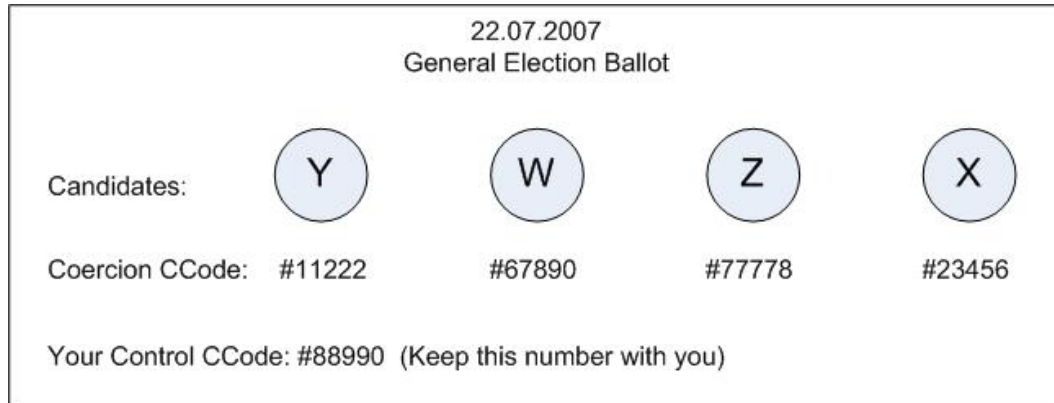 22.07.2007
General Election Ballot
Candidates: Y W Z X
Coercion CCode: #11222 #67890 #77778 #23456
Your Control CCode: #88990 (Keep this number with you)